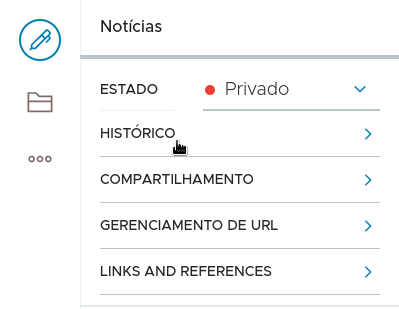 Notícias
ESTADO
Privado
HISTÓRICO
COMPARTILHAMENTO
GERENCIAMENTO DE URL
LINKS AND REFERENCES